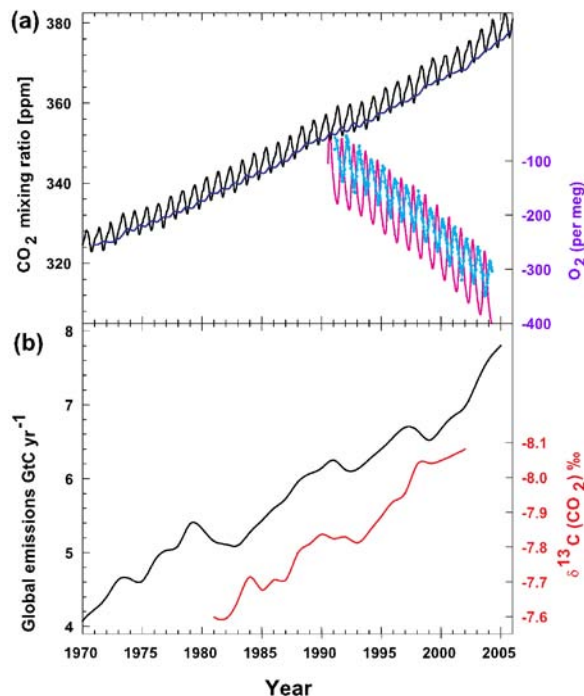 (a)
CO2 mixing ratio [ppm]
380
360
340
320
-100
-200
-300
-400
O2 (per meg)
(b)
Global emissions GtC yr-1
8
7
6
5
4
-8.1
-8.0
-7.9
-7.8
-7.7
-7.6
δ13C (CO2) ‰
1970 1975 1980 1985 1990 1995 2000 2005
Year